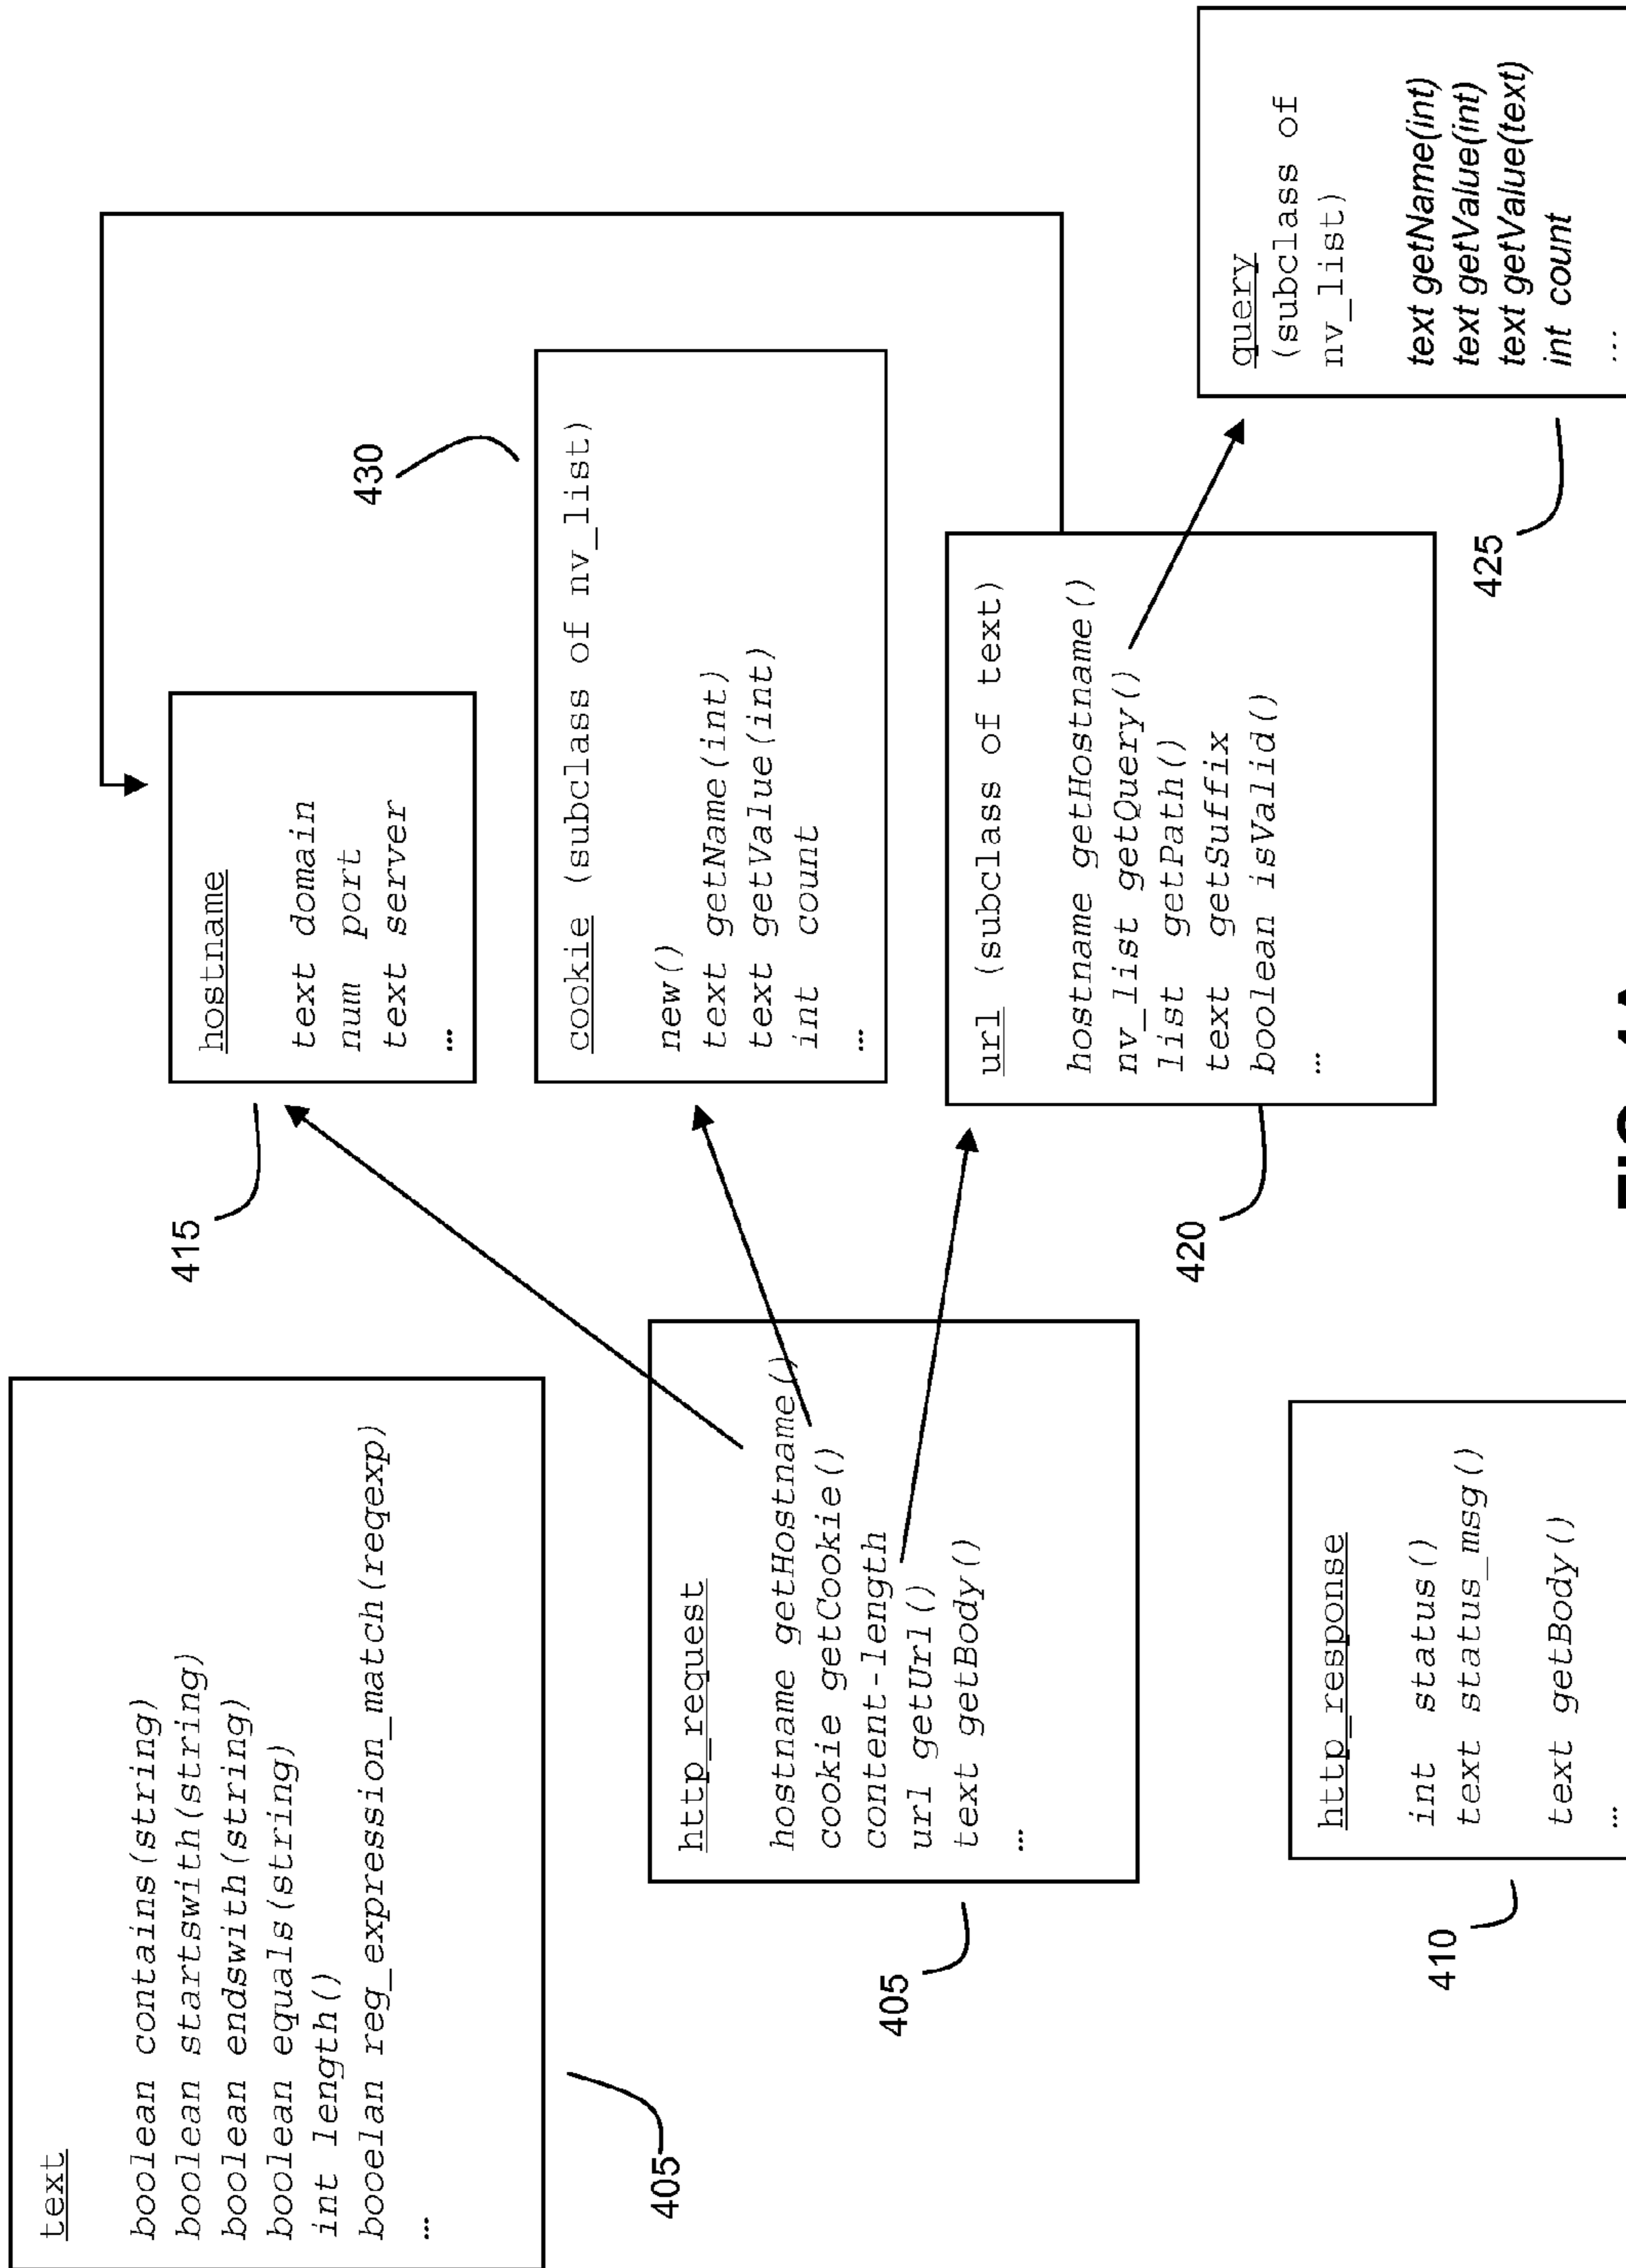 text
boolean contains(string)
boolean startswith(string)
boolean endswith(string)
boolean equals(string)
int length()
booelan reg_expression_match(reqexp)
...
405
http_request
hostname getHostname()
cookie getCookie()
content-length
url getUrl()
text getBody()
...
405
http_response
int status()
text status_msg()
text getBody()
...
410
hostname
text domain
num port
text server
...
415
cookie (subclass of nv_list)
new()
text getName(int)
text getValue(int)
int count
...
430
url (subclass of text)
hostname getHostname()
nv_list getQuery()
list getPath()
text getSuffix
boolean isValid()
...
420
query
(subclass of
nv_list)
text getName(int)
text getValue(int)
text getValue(text)
int count
...
425